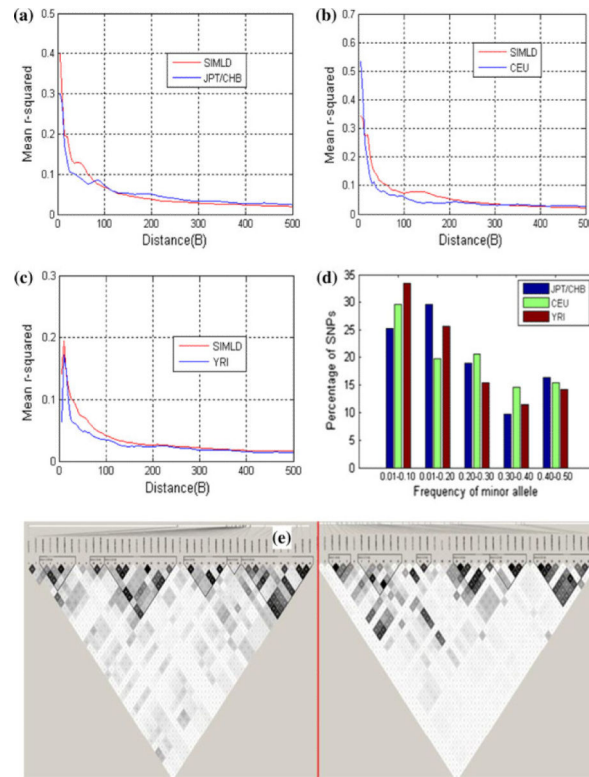 (a)
0.5
0.4
0.3
0.2
0.1
0
Mean r-squared
SIMLD
JPT/CHB
0 100 200 300 400 500
Distance(B)
(b)
0.7
0.6
0.5
0.4
0.3
0.2
0.1
0
Mean r-squared
SIMLD
CEU
0 100 200 300 400 500
Distance(B)
(c)
0.3
0.2
0.1
0
Mean r-squared
SIMLD
YRI
0 100 200 300 400 500
Distance(B)
(d)
35
30
25
20
15
10
5
0
Percentage of SNPs
JPT/CHB
CEU
YRI
0.01-0.10 0.01-0.20 0.20-0.30 0.30-0.40 0.40-0.50
Frequency of minor allele
(e)